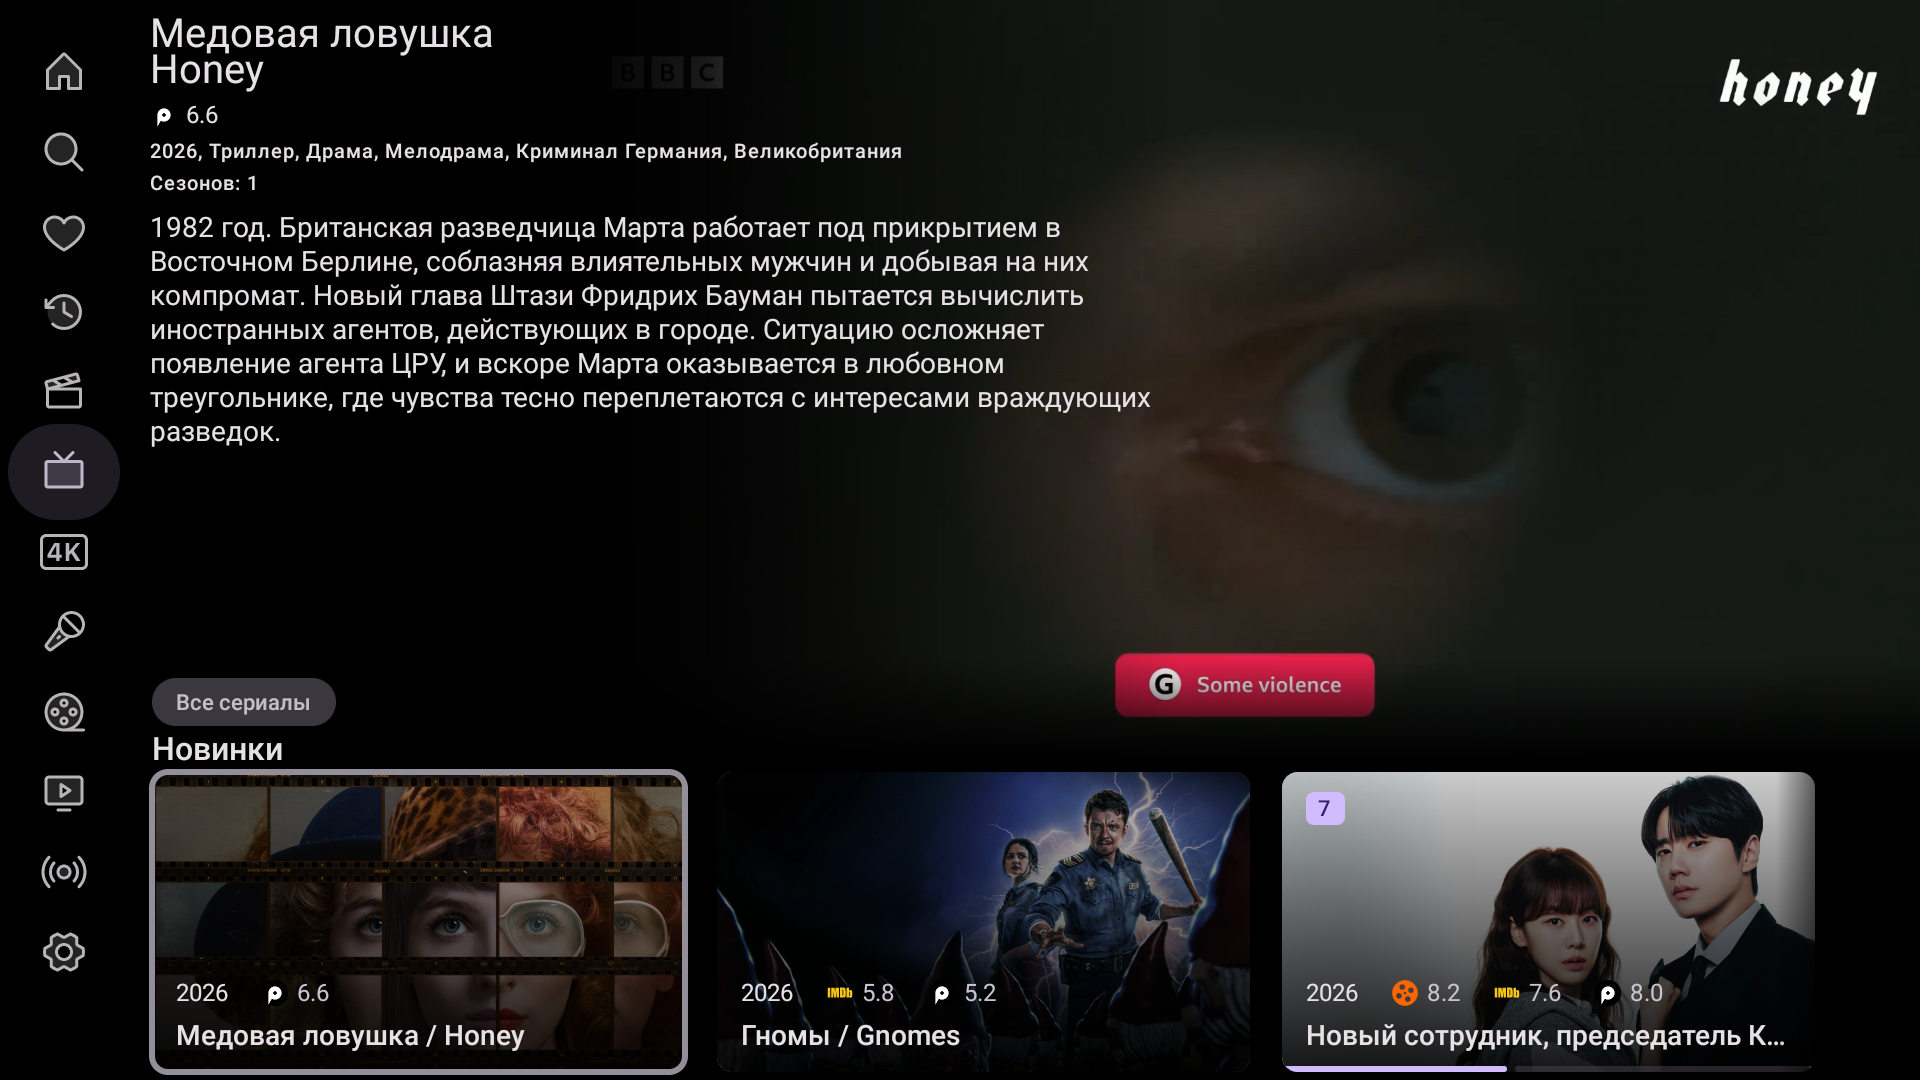 Медовая ловушка
Honey
BBC
honey
6.6
2026, Триллер, Драма, Мелодрама, Криминал Германия, Великобритания
Сезонов: 1
1982 год. Британская разведчица Марта работает под прикрытием в
Восточном Берлине, соблазняя влиятельных мужчин и добывая на них
компромат. Новый глава Штази Фридрих Бауман пытается вычислить
иностранных агентов, действующих в городе. Ситуацию осложняет
появление агента ЦРУ, и вскоре Марта оказывается в любовном
треугольнике, где чувства тесно переплетаются с интересами враждующих
разведок.
4K
G Some violence
Все сериалы
Новинки
2026 6.6
Медовая ловушка / Honey
2026 IMDb 5.8 5.2
Гномы / Gnomes
7
2026 8.2 IMDb 7.6 8.0
Новый сотрудник, председатель К...